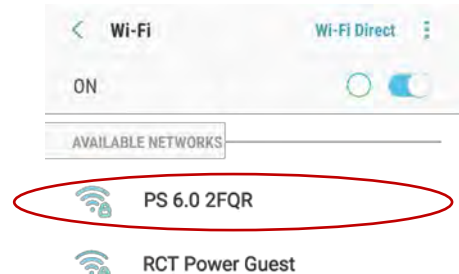 Wi-Fi Wi-Fi Direct
ON
AVAILABLE NETWORKS
PS 6.0 2FQR
RCT Power Guest